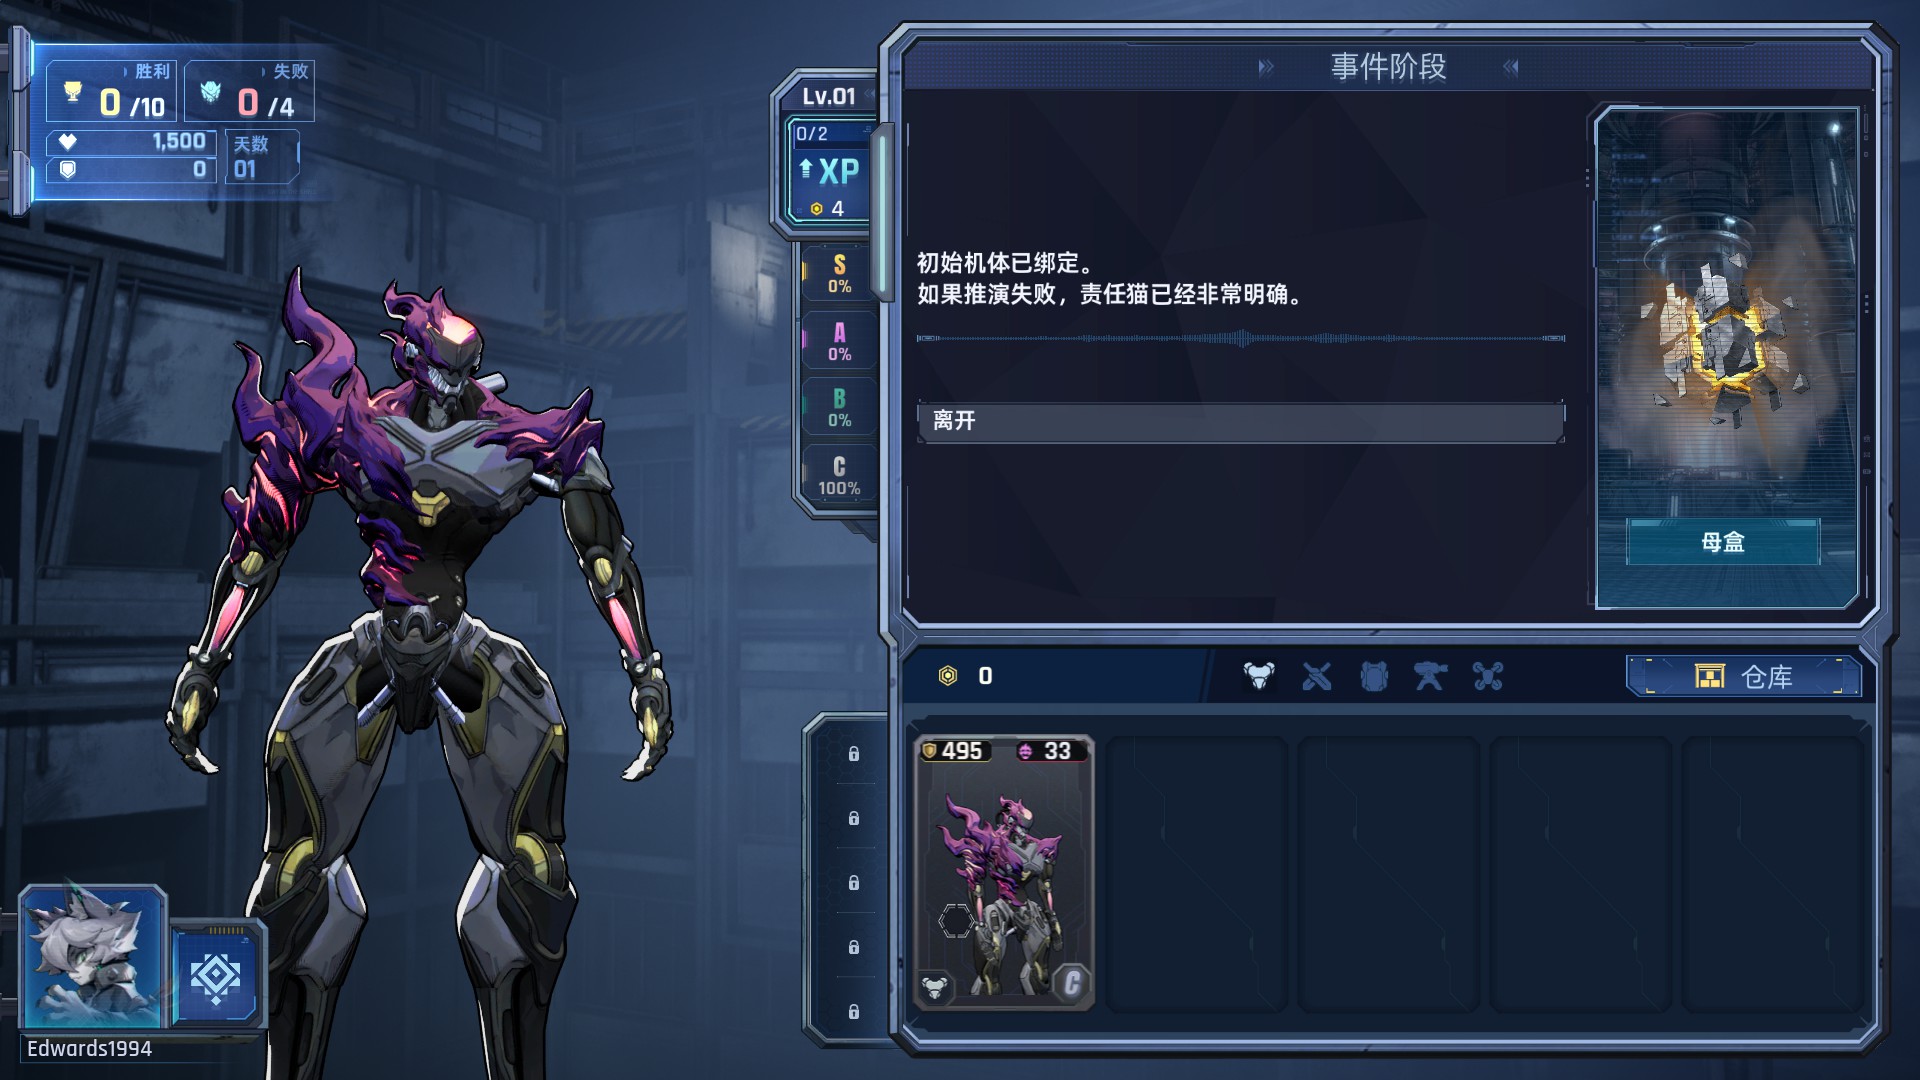 胜利
0 /10
失败
0 /4
1,500
0
天数
01
Lv.01
0/2
XP
4
S
0%
A
0%
B
0%
C
100%
事件阶段
初始机体已绑定。
如果推演失败，责任猫已经非常明确。
离开
母盒
0
仓库
495
33
C
Edwards1994